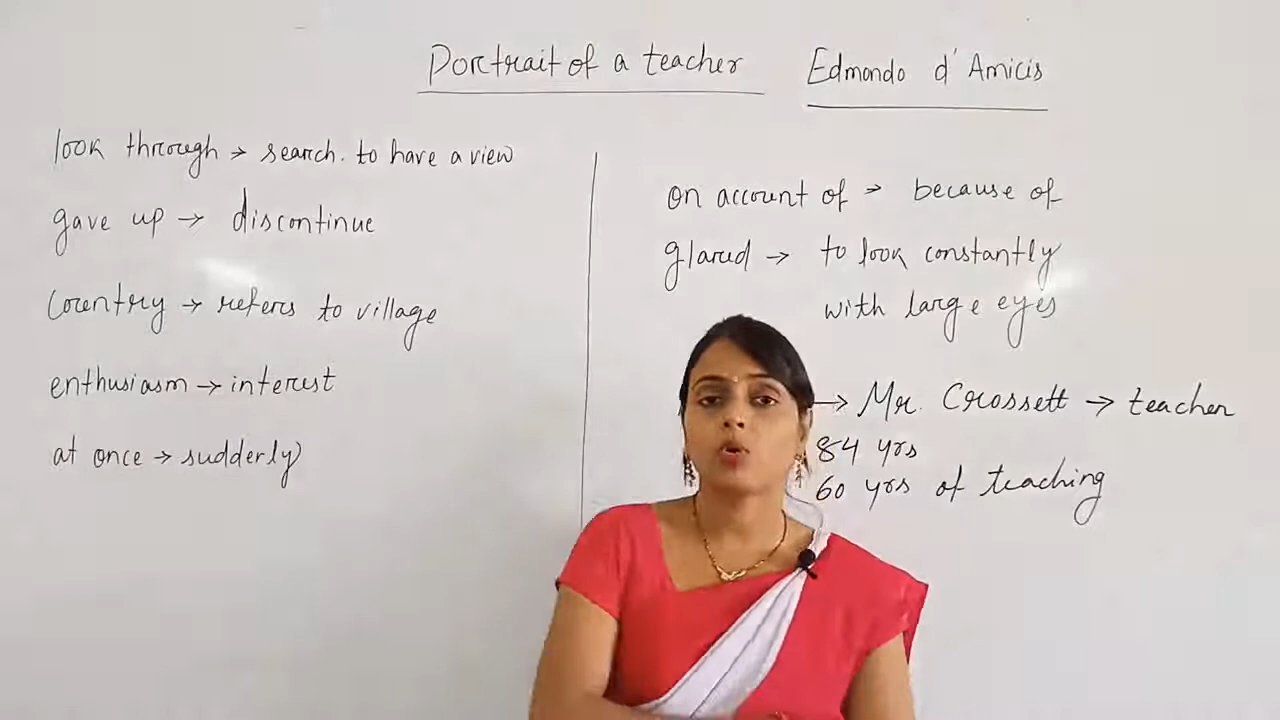 Portrait of a teacher Edmondo d'Amicis
look through → search. to have a view
gave up → discontinue
Country → refers to village
enthusiasm → interest
at once → sudderly
on account of → because of
glared → to look constantly
with large eyes
→ Mr. Crossett → teacher
84 yrs
60 yrs of teaching